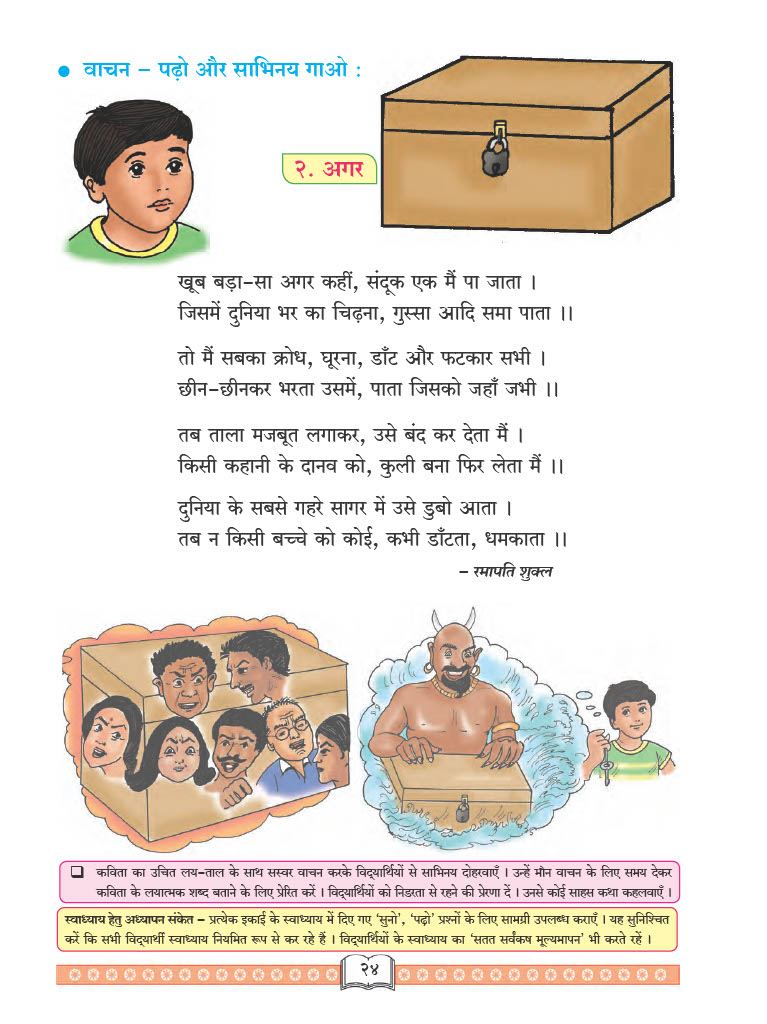 ● वाचन – पढ़ो और साभिनय गाओ :
२. अगर
खूब बड़ा-सा अगर कहीं, संदूक एक मैं पा जाता ।
जिसमें दुनिया भर का चिढ़ना, गुस्सा आदि समा पाता ।।
तो मैं सबका क्रोध, घूरना, डाँट और फटकार सभी ।
छीन-छीनकर भरता उसमें, पाता जिसको जहाँ जभी ।।
तब ताला मजबूत लगाकर, उसे बंद कर देता मैं ।
किसी कहानी के दानव को, कुली बना फिर लेता मैं ।।
दुनिया के सबसे गहरे सागर में उसे डुबो आता ।
तब न किसी बच्चे को कोई, कभी डाँटता, धमकाता ।।
– रमापति शुक्ल
❑ कविता का उचित लय-ताल के साथ सस्वर वाचन करके विद्यार्थियों से साभिनय दोहरवाएँ । उन्हें मौन वाचन के लिए समय देकर
कविता के लयात्मक शब्द बताने के लिए प्रेरित करें । विद्यार्थियों को निडरता से रहने की प्रेरणा दें । उनसे कोई साहस कथा कहलवाएँ ।
स्वाध्याय हेतु अध्यापन संकेत – प्रत्येक इकाई के स्वाध्याय में दिए गए ‘सुनो’, ‘पढ़ो’ प्रश्नों के लिए सामग्री उपलब्ध कराएँ । यह सुनिश्चित
करें कि सभी विद्यार्थी स्वाध्याय नियमित रूप से कर रहे हैं । विद्यार्थियों के स्वाध्याय का ‘सतत सर्वंकष मूल्यमापन’ भी करते रहें ।
२४